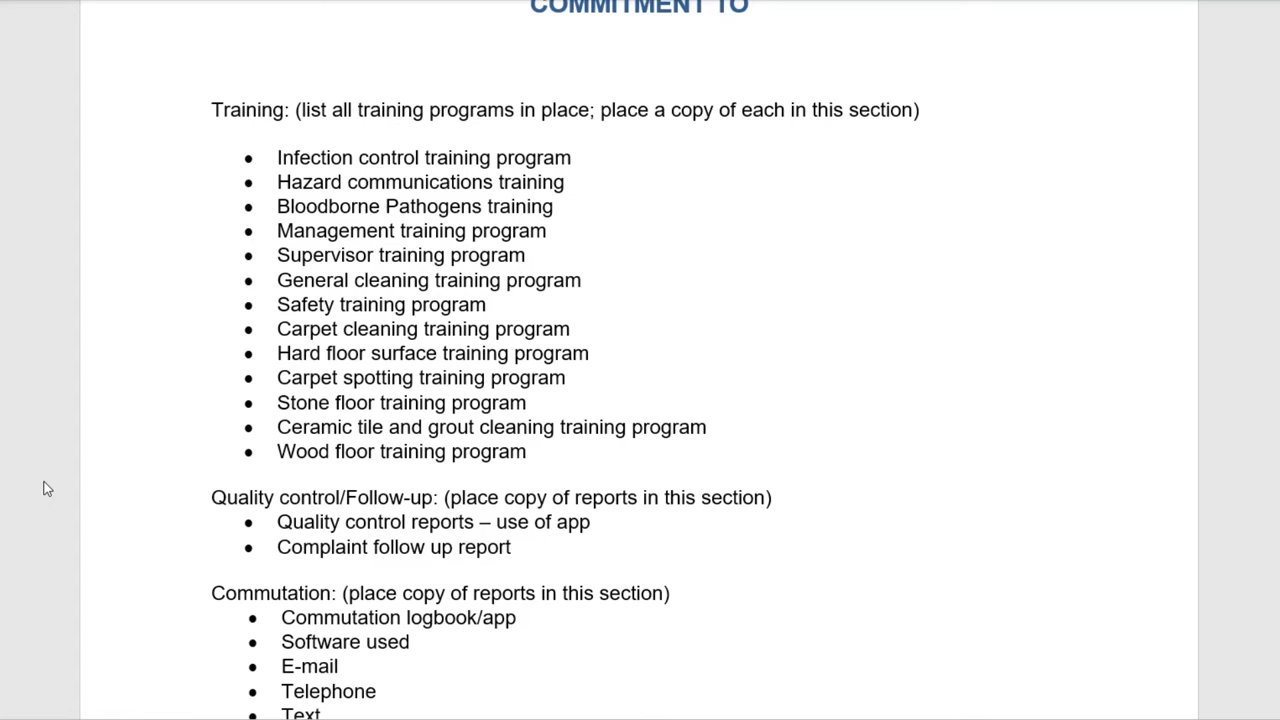 COMMITMENT TO
Training: (list all training programs in place; place a copy of each in this section)
• Infection control training program
• Hazard communications training
• Bloodborne Pathogens training
• Management training program
• Supervisor training program
• General cleaning training program
• Safety training program
• Carpet cleaning training program
• Hard floor surface training program
• Carpet spotting training program
• Stone floor training program
• Ceramic tile and grout cleaning training program
• Wood floor training program
Quality control/Follow-up: (place copy of reports in this section)
• Quality control reports – use of app
• Complaint follow up report
Commutation: (place copy of reports in this section)
• Commutation logbook/app
• Software used
• E-mail
• Telephone
• Text